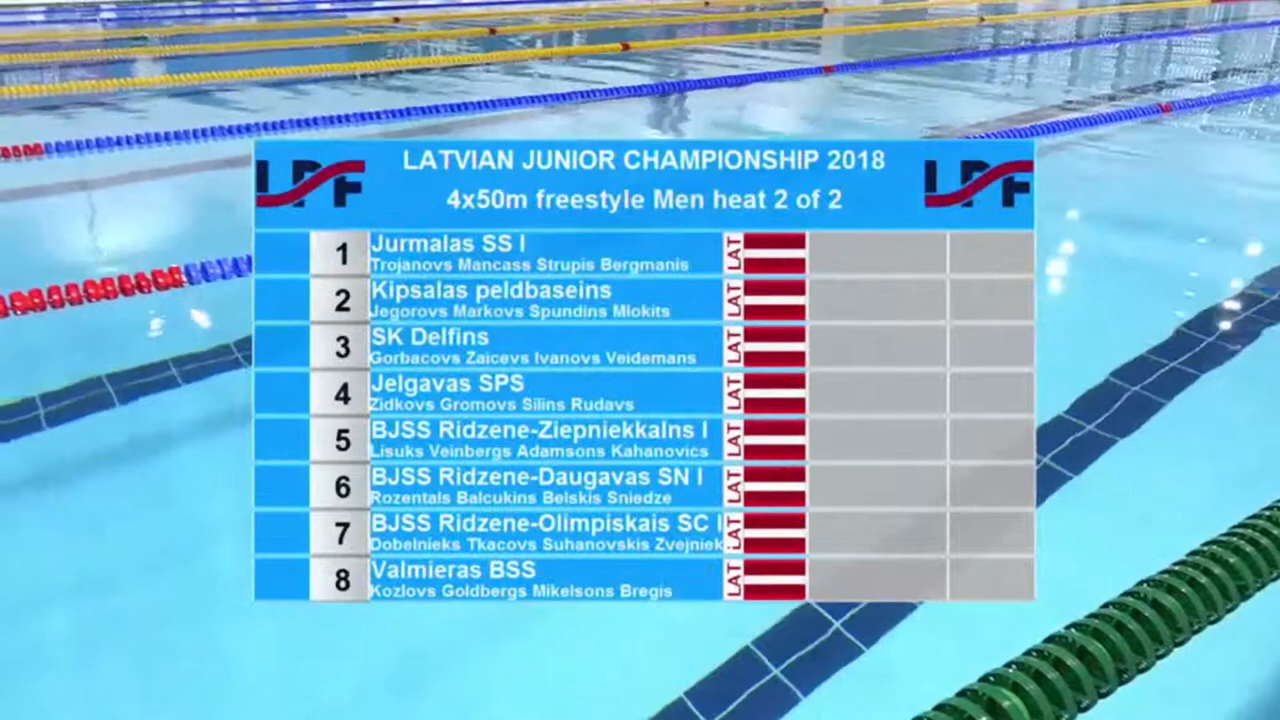 LPF
LATVIAN JUNIOR CHAMPIONSHIP 2018
LPF
4x50m freestyle Men heat 2 of 2
1 Jurmalas SS I LAT
Trojanovs Mancass Strupis Bergmanis
2 Kipsalas peldbaseins LAT
Jegorovs Markovs Spundins Mlokits
3 SK Delfins LAT
Gorbacovs Zaicevs Ivanovs Veidemans
4 Jelgavas SPS LAT
Zidkovs Gromovs Silins Rudavs
5 BJSS Ridzene-Ziepniekkalns I LAT
Lisuks Veinbergs Adamsons Kahanovics
6 BJSS Ridzene-Daugavas SN I LAT
Rozentals Balcukins Belskis Sniedze
7 BJSS Ridzene-Olimpiskais SC I LAT
Dobelnieks Tkacovs Suhanovskis Zvejniek
8 Valmieras BSS LAT
Kozlovs Goldbergs Mikelsons Bregis